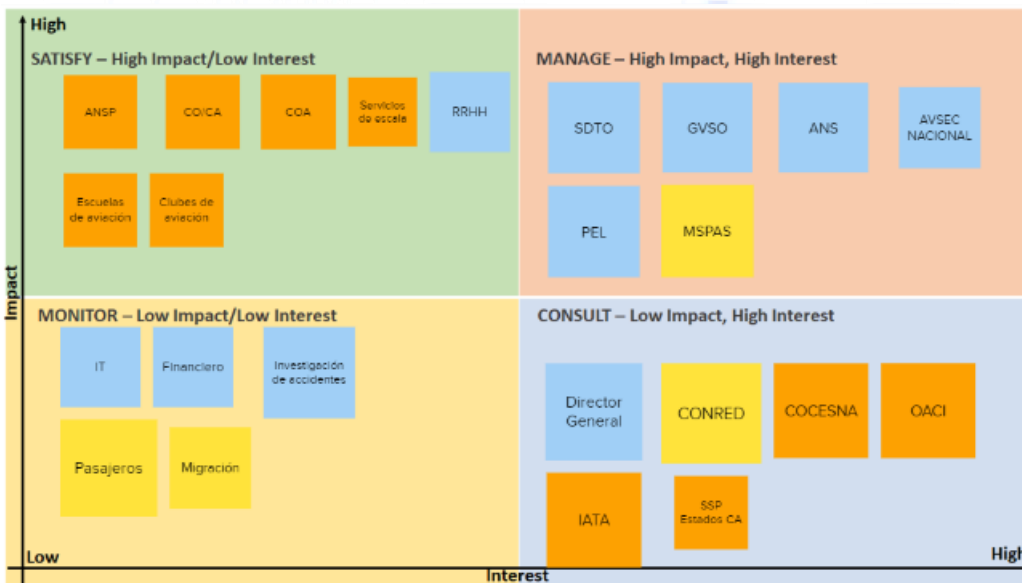 High
SATISFY – High Impact/Low Interest
ANSP
CO/CA
COA
Servicios
de escala
RRHH
Escuelas
de aviación
Clubes de
aviación
MANAGE – High Impact, High Interest
SDTO
GVSO
ANS
AVSEC
NACIONAL
PEL
MSPAS
Impact
MONITOR – Low Impact/Low Interest
IT
Financiero
Investigación
de accidentes
Pasajeros
Migración
CONSULT – Low Impact, High Interest
Director
General
CONRED
COCESNA
OACI
IATA
SSP
Estados CA
Low
Interest
High